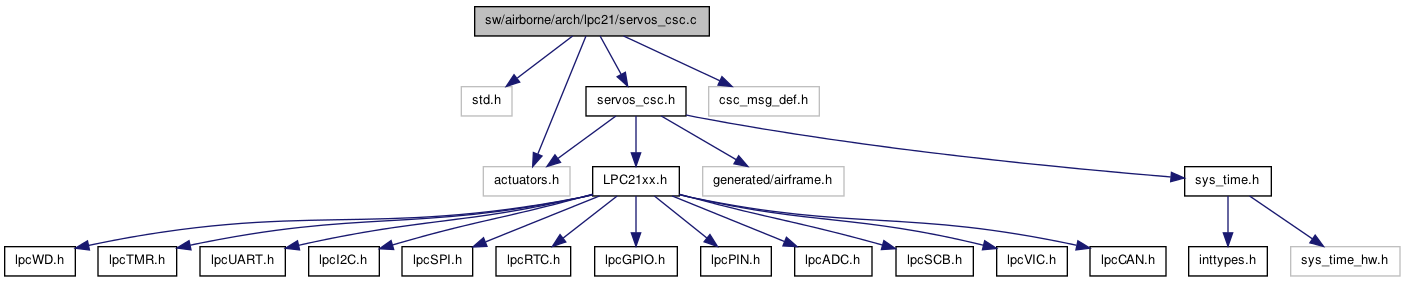 sw/airborne/arch/lpc21/servos_csc.c
std.h
servos_csc.h
csc_msg_def.h
actuators.h
LPC21xx.h
generated/airframe.h
sys_time.h
lpcWD.h
lpcTMR.h
lpcUART.h
lpcI2C.h
lpcSPI.h
lpcRTC.h
lpcGPIO.h
lpcPIN.h
lpcADC.h
lpcSCB.h
lpcVIC.h
lpcCAN.h
inttypes.h
sys_time_hw.h